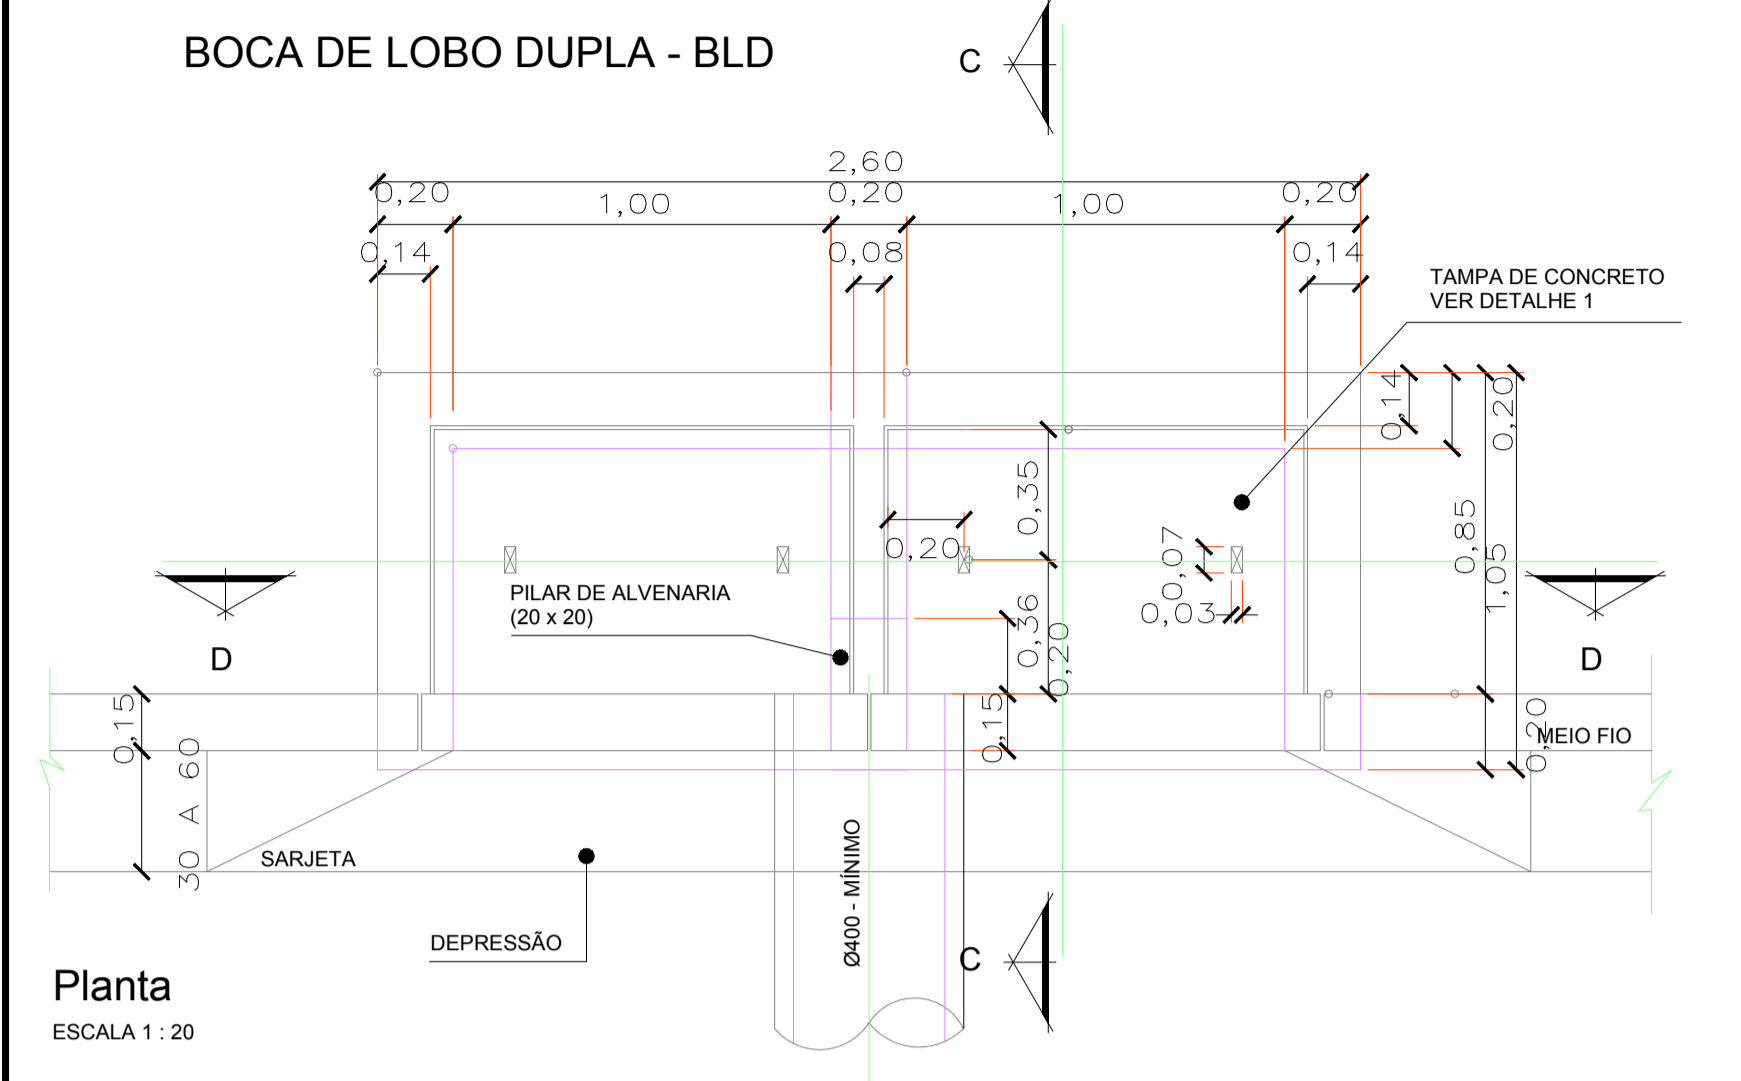 BOCA DE LOBO DUPLA - BLD
C
2,60
0,20
1,00
0,20
1,00
0,20
0,14
0,08
0,14
TAMPA DE CONCRETO
VER DETALHE 1
0,14
0,20
0,35
0,85
1,05
0,20
0,07
0,03
PILAR DE ALVENARIA
(20 x 20)
0,36
0,20
D
D
0,15
0,15
0,20
MEIO FIO
30 A 60
SARJETA
Ø400 - MÍNIMO
DEPRESSÃO
C
Planta
ESCALA 1 : 20